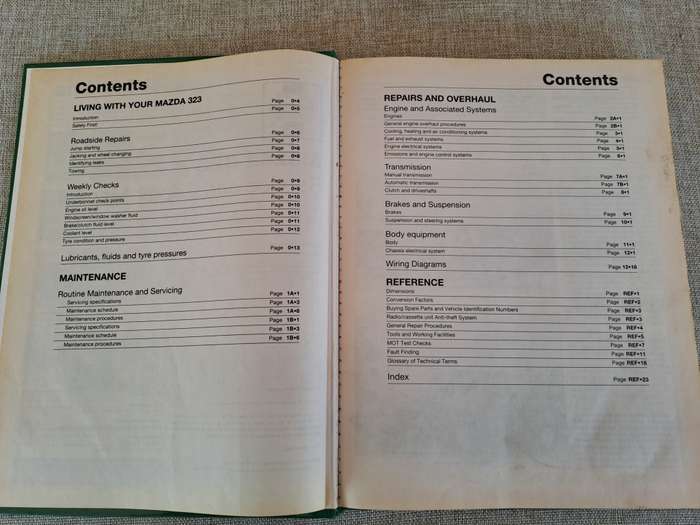 Contents
LIVING WITH YOUR MAZDA 323
Introduction Page 0•4
Safety First! Page 0•5
Roadside Repairs
Jump starting Page 0•6
Jacking and wheel changing Page 0•7
Identifying leaks Page 0•8
Towing Page 0•8
Weekly Checks
Introduction Page 0•9
Underbonnet check points Page 0•9
Engine oil level Page 0•10
Windscreen/window washer fluid Page 0•10
Brake/clutch fluid level Page 0•11
Coolant level Page 0•11
Tyre condition and pressure Page 0•12
Lubricants, fluids and tyre pressures Page 0•13
MAINTENANCE
Routine Maintenance and Servicing
Servicing specifications Page 1A•1
Maintenance schedule Page 1A•3
Maintenance procedures Page 1A•6
Servicing specifications Page 1B•1
Maintenance schedule Page 1B•3
Maintenance procedures Page 1B•6
Contents
REPAIRS AND OVERHAUL
Engine and Associated Systems
Engines Page 2A•1
General engine overhaul procedures Page 2B•1
Cooling, heating and air conditioning systems Page 3•1
Fuel and exhaust systems Page 4•1
Engine electrical systems Page 5•1
Emissions and engine control systems Page 6•1
Transmission
Manual transmission Page 7A•1
Automatic transmission Page 7B•1
Clutch and driveshafts Page 8•1
Brakes and Suspension
Brakes Page 9•1
Suspension and steering systems Page 10•1
Body equipment
Body Page 11•1
Chassis electrical system Page 12•1
Wiring Diagrams Page 12•16
REFERENCE
Dimensions Page REF•1
Conversion Factors Page REF•2
Buying Spare Parts and Vehicle Identification Numbers Page REF•3
Radio/cassette unit Anti-theft System Page REF•3
General Repair Procedures Page REF•4
Tools and Working Facilities Page REF•5
MOT Test Checks Page REF•7
Fault Finding Page REF•11
Glossary of Technical Terms Page REF•18
Index Page REF•23